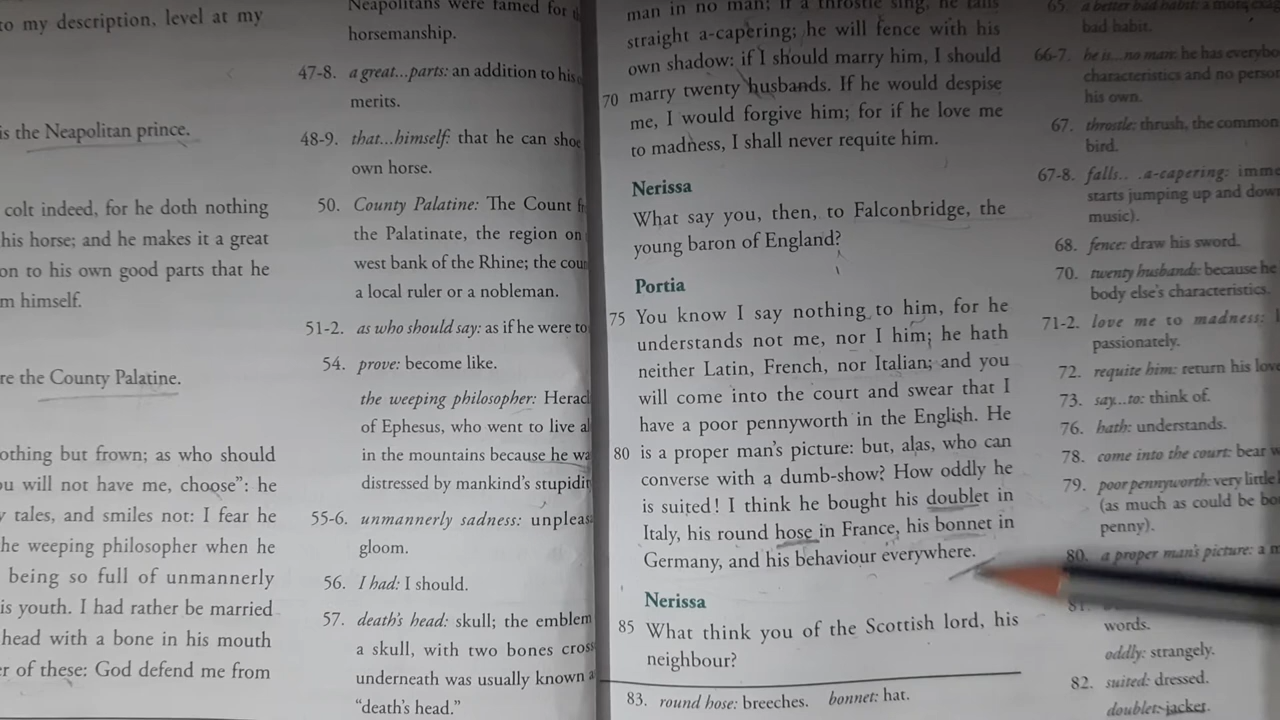 to my description, level at my
is the Neapolitan prince.
colt indeed, for he doth nothing
his horse; and he makes it a great
on to his own good parts that he
m himself.
re the County Palatine.
othing but frown; as who should
u will not have me, choose": he
y tales, and smiles not: I fear he
he weeping philosopher when he
being so full of unmannerly
is youth. I had rather be married
head with a bone in his mouth
er of these: God defend me from
Neapolitans were famed for
horsemanship.
47-8. a great...parts: an addition to his
merits.
48-9. that...himself: that he can shoe
own horse.
50. County Palatine: The Count
the Palatinate, the region on
west bank of the Rhine; the
a local ruler or a nobleman.
51-2. as who should say: as if he were to
54. prove: become like.
the weeping philosopher: Herac
of Ephesus, who went to live
in the mountains because he wa
distressed by mankind's stupidit
55-6. unmannerly sadness: unpleas
gloom.
56. I had: I should.
57. death's head: skull; the emblem
a skull, with two bones cross
underneath was usually known a
"death's head."
man in no man; if a throstle sing, he falls
straight a-capering; he will fence with his
own shadow: if I should marry him, I should
70 marry twenty husbands. If he would despise
me, I would forgive him; for if he love me
to madness, I shall never requite him.
Nerissa
What say you, then, to Falconbridge, the
young baron of England?
Portia
75 You know I say nothing to him, for he
understands not me, nor I him; he hath
neither Latin, French, nor Italian; and you
will come into the court and swear that I
have a poor pennyworth in the English. He
80 is a proper man's picture: but, alas, who can
converse with a dumb-show? How oddly he
is suited! I think he bought his doublet in
Italy, his round hose in France, his bonnet in
Germany, and his behaviour everywhere.
Nerissa
85 What think you of the Scottish lord, his
neighbour?
83. round hose: breeches. bonnet: hat.
65. a better bad habit: a more
bad habit.
66-7. he is...no man: he has everybo
characteristics and no person
his own.
67. throstle: thrush, the common
bird.
67-8. falls.. .a-capering: imme
starts jumping up and dow
music).
68. fence: draw his sword.
70. twenty husbands: because he
body else's characteristics.
71-2. love me to madness:
passionately.
72. requite him: return his love
73. say...to: think of.
76. hath: understands.
78. come into the court: bear w
79. poor pennyworth: very little
(as much as could be bo
penny).
80. a proper man's picture: a
words.
oddly: strangely.
82. suited: dressed.
doublet: jacket.